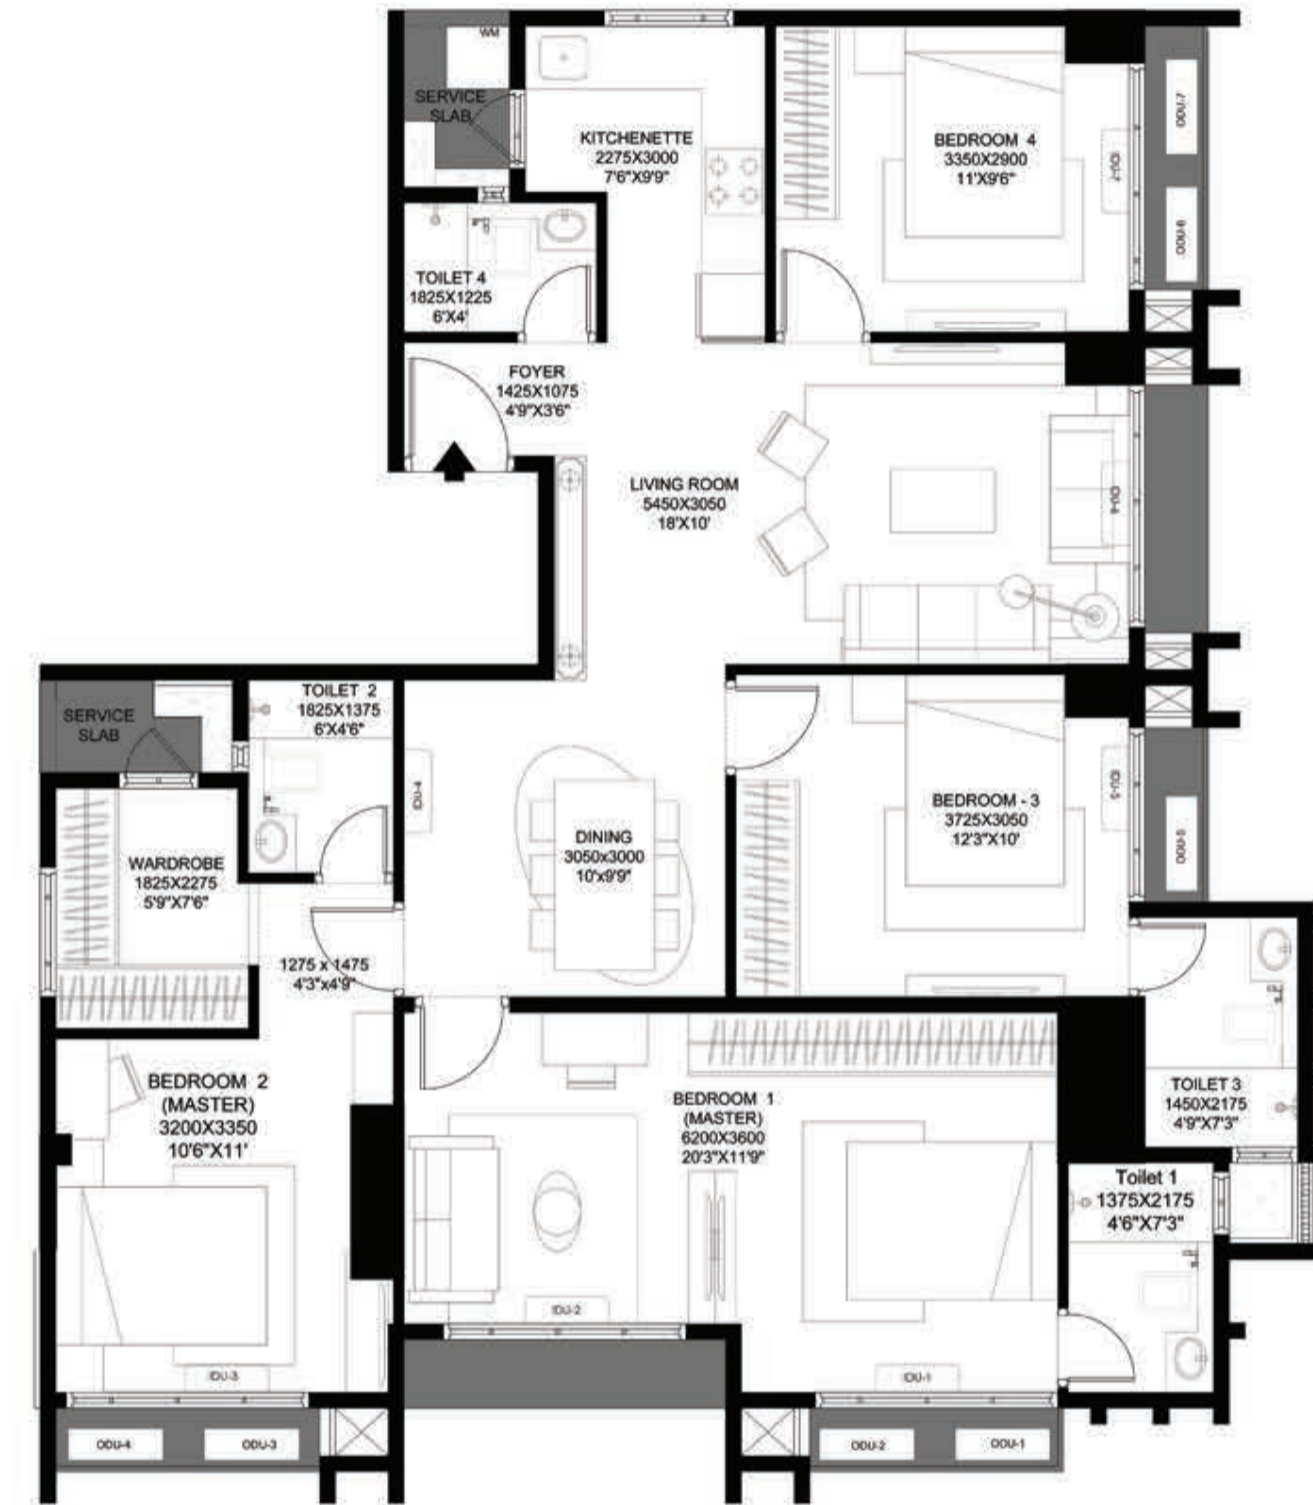 WM
SERVICE
SLAB
KITCHENETTE
2275X3000
7'6"X9'9"
BEDROOM 4
3350X2900
11'X9'6"
IDU-7
ODU-7
ODU-6
TOILET 4
1825X1225
6'X4'
FOYER
1425X1075
4'9"X3'6"
LIVING ROOM
5450X3050
18'X10'
IDU-6
SERVICE
SLAB
TOILET 2
1825X1375
6'X4'6"
IDU-4
WARDROBE
1825X2275
5'9"X7'6"
DINING
3050x3000
10'x9'9"
BEDROOM - 3
3725X3050
12'3"X10'
IDU-5
ODU-5
1275 x 1475
4'3"x4'9"
BEDROOM 2
(MASTER)
3200X3350
10'6"X11'
BEDROOM 1
(MASTER)
6200X3600
20'3"X11'9"
TOILET 3
1450X2175
4'9"X7'3"
Toilet 1
1375X2175
4'6"X7'3"
IDU-2
IDU-3
IDU-1
ODU-4
ODU-3
ODU-2
ODU-1